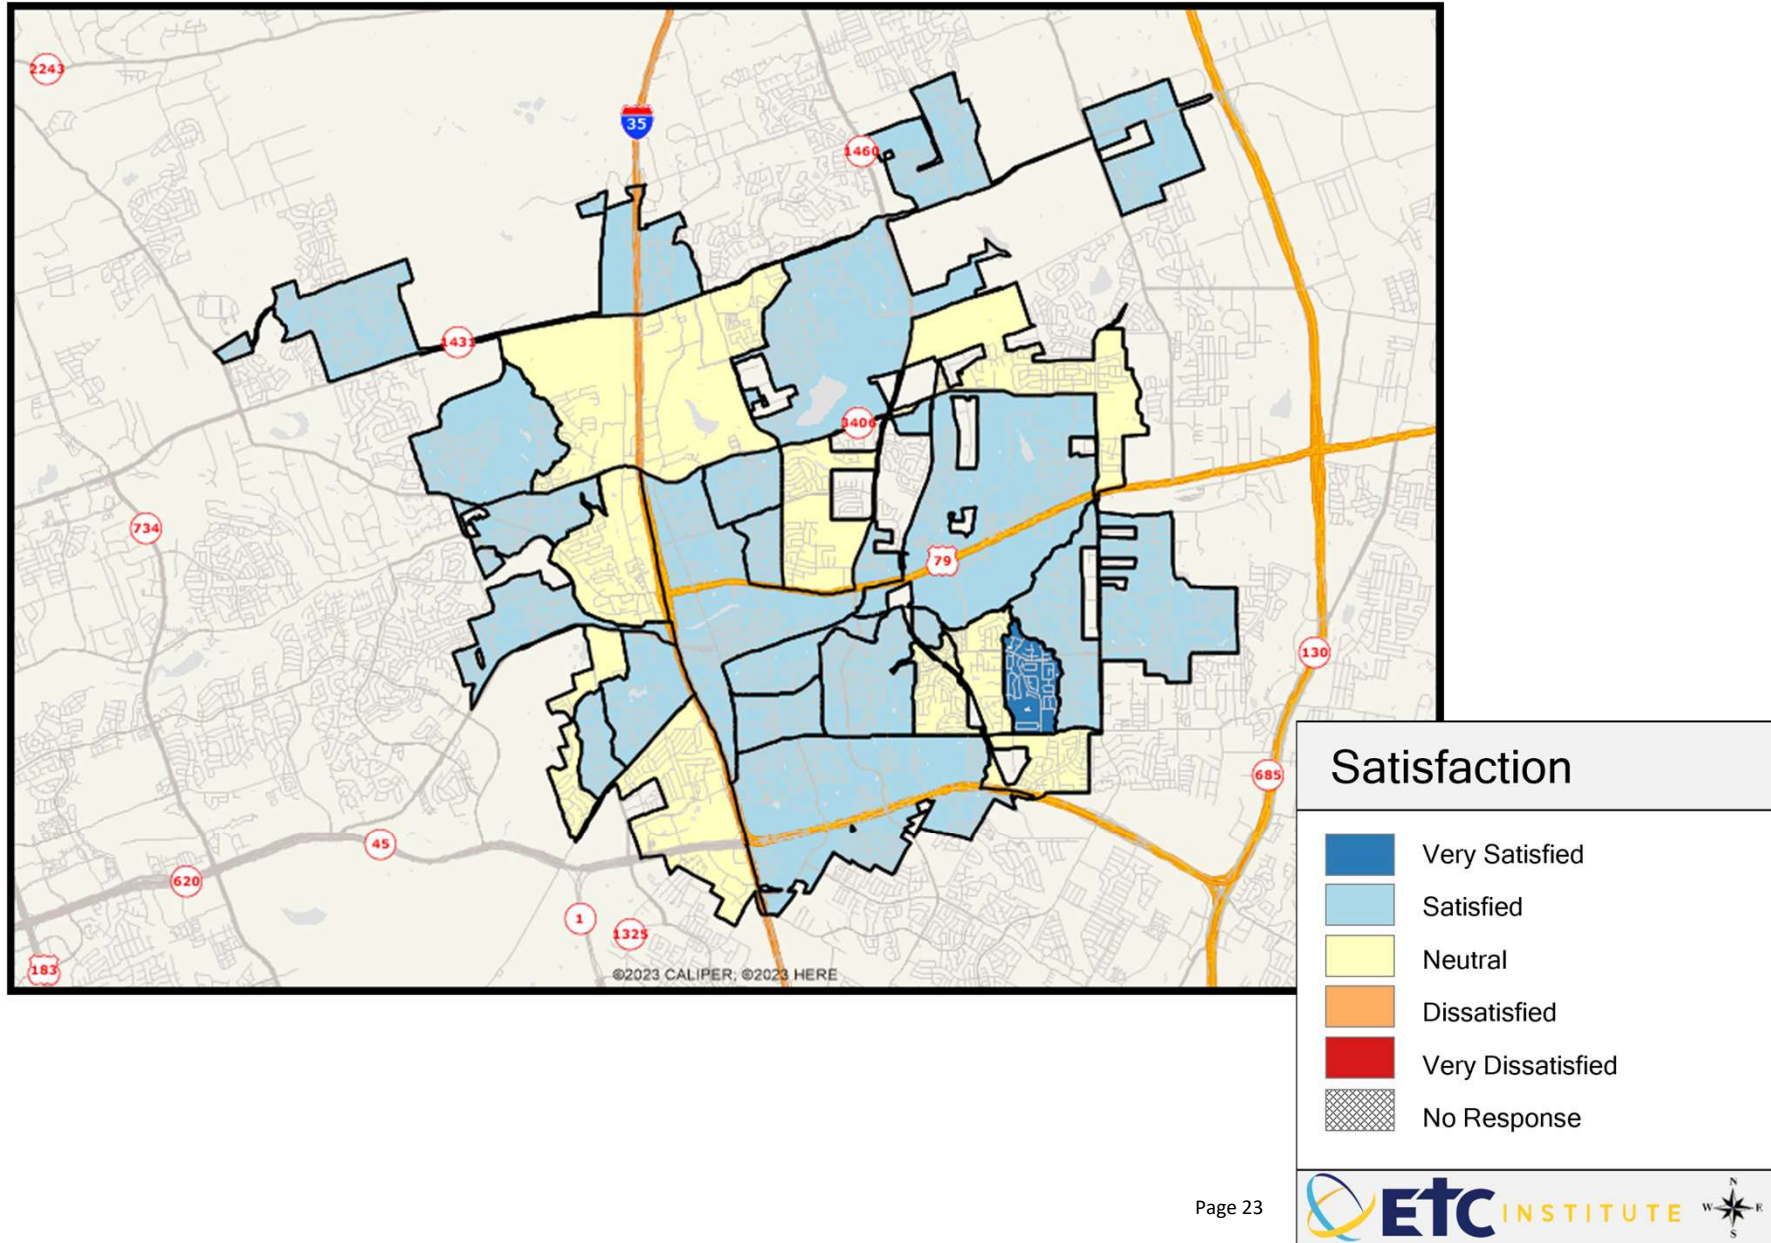 2243
35
1460
1431
3406
734
79
130
685
45
620
1
1325
183
©2023 CALIPER; ©2023 HERE
Satisfaction
Very Satisfied
Satisfied
Neutral
Dissatisfied
Very Dissatisfied
No Response
Page 23
ETC INSTITUTE
N
W E
S